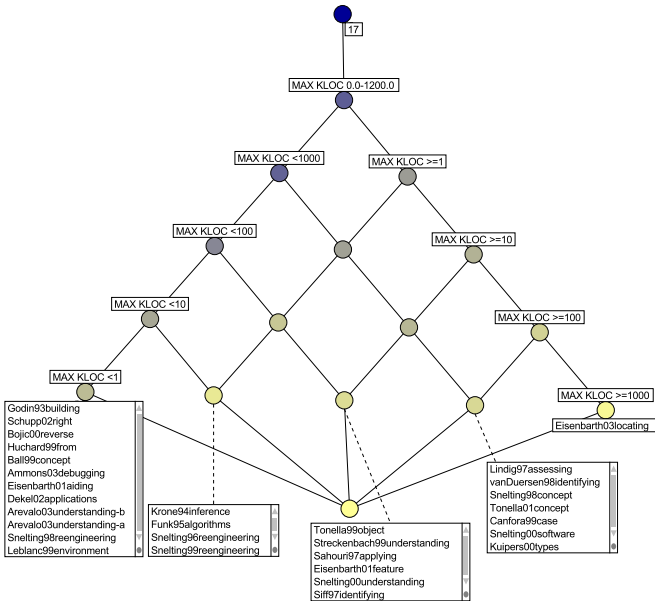 17
MAX KLOC 0.0-1200.0
MAX KLOC <1000
MAX KLOC >=1
MAX KLOC <100
MAX KLOC >=10
MAX KLOC <10
MAX KLOC >=100
MAX KLOC <1
MAX KLOC >=1000
Eisenbarth03locating
Godin93building
Schupp02right
Bojic00reverse
Huchard99from
Ball99concept
Ammons03debugging
Eisenbarth01aiding
Dekel02applications
Arevalo03understanding-b
Arevalo03understanding-a
Snelting98reengineering
Leblanc99environment
Krone94inference
Funk95algorithms
Snelting96reengineering
Snelting99reengineering
Tonella99object
Streckenbach99understanding
Sahouri97applying
Eisenbarth01feature
Snelting00understanding
Siff97identifying
Lindig97assessing
vanDuersen98identifying
Snelting98concept
Tonella01concept
Canfora99case
Snelting00software
Kuipers00types